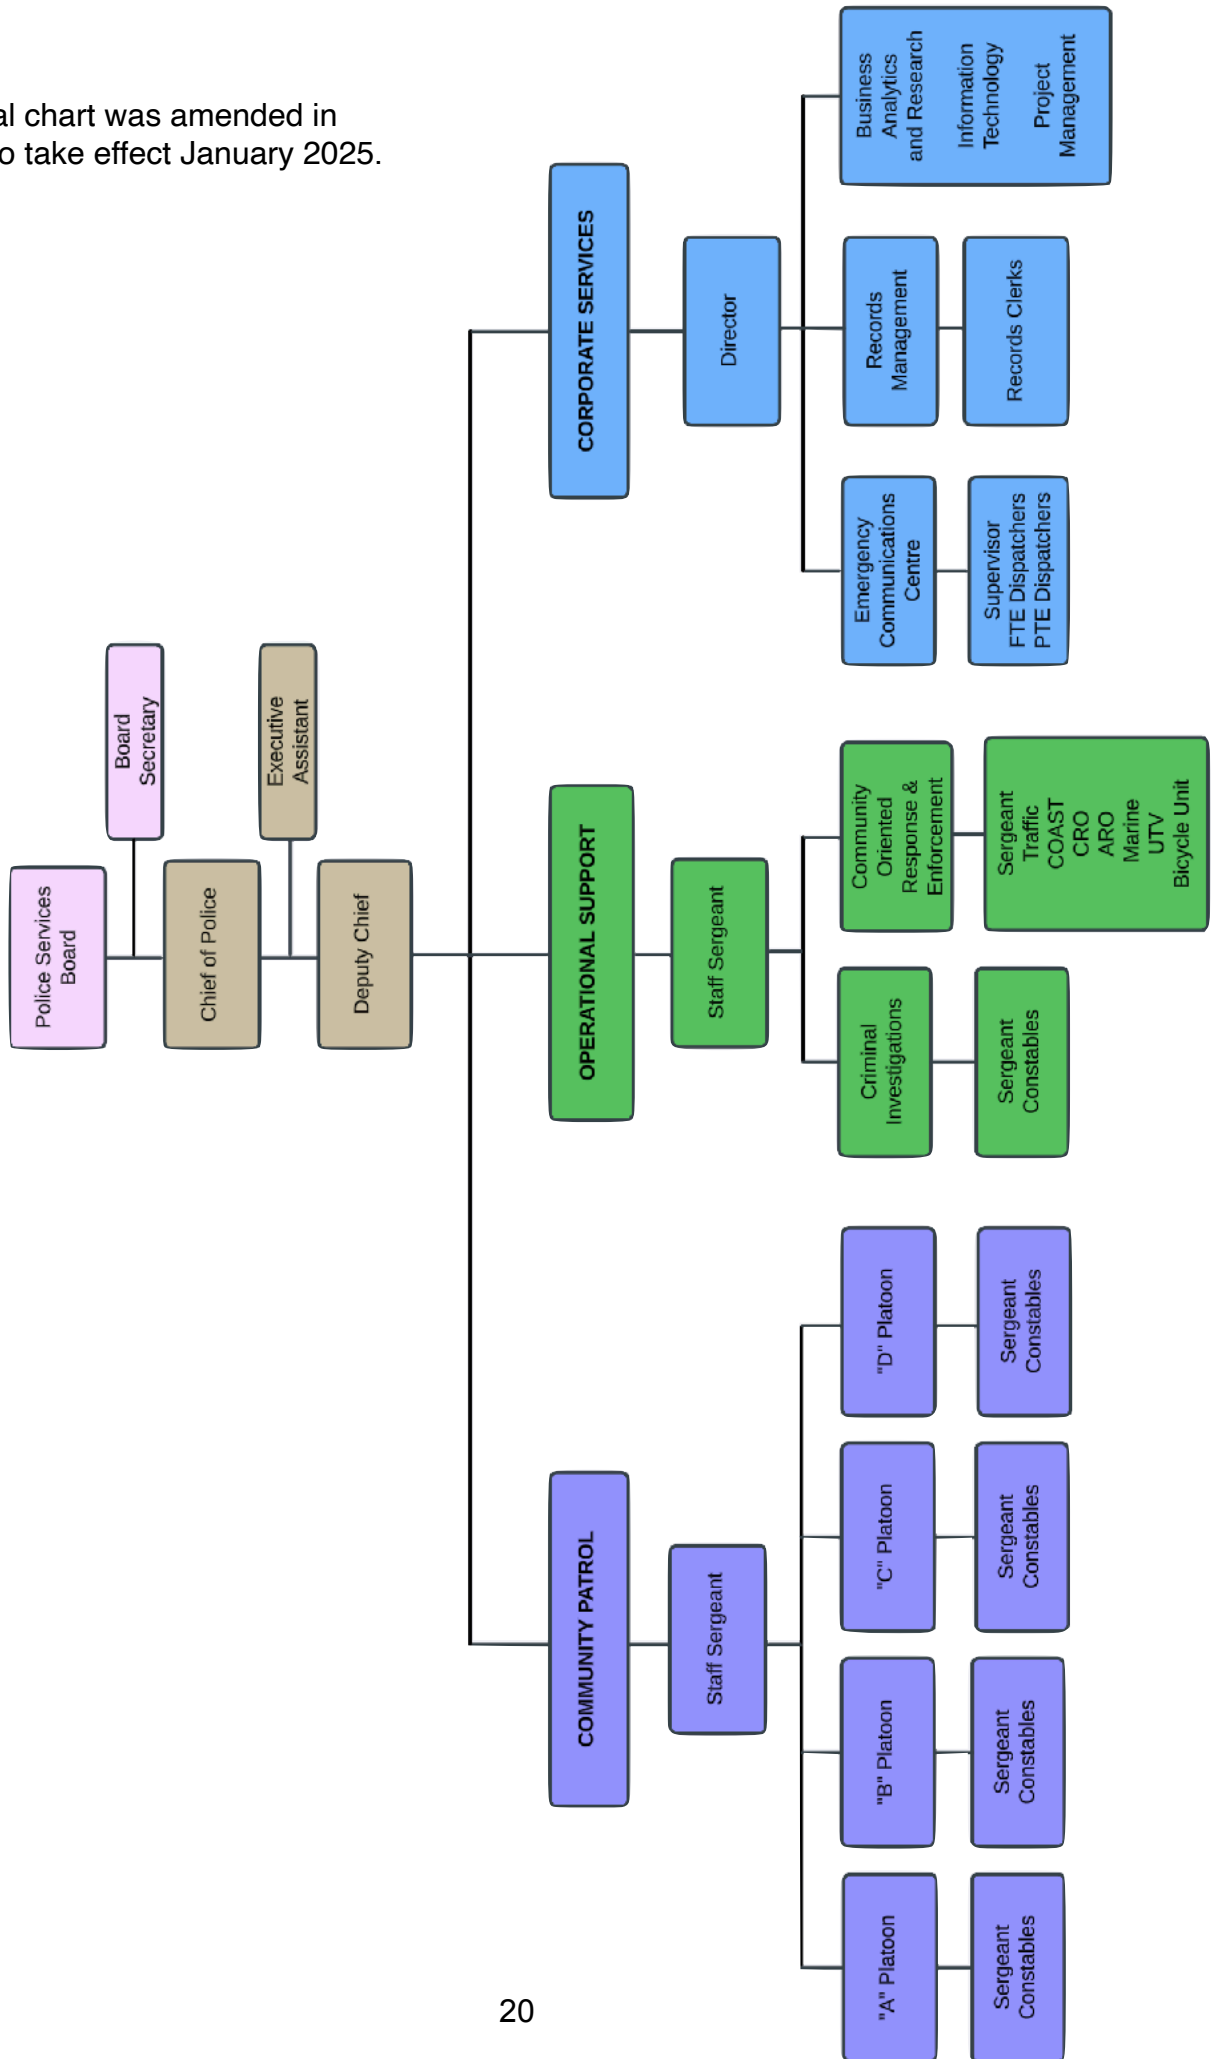 al chart was amended in
o take effect January 2025.
Police Services
Board
Board
Secretary
Chief of Police
Executive
Assistant
Deputy Chief
COMMUNITY PATROL
Staff Sergeant
"A" Platoon
Sergeant
Constables
"B" Platoon
Sergeant
Constables
"C" Platoon
Sergeant
Constables
"D" Platoon
Sergeant
Constables
OPERATIONAL SUPPORT
Staff Sergeant
Criminal
Investigations
Sergeant
Constables
Community
Oriented
Response &
Enforcement
Sergeant
Traffic
COAST
CRO
ARO
Marine
UTV
Bicycle Unit
CORPORATE SERVICES
Director
Emergency
Communications
Centre
Supervisor
FTE Dispatchers
PTE Dispatchers
Records
Management
Records Clerks
Business
Analytics
and Research
Information
Technology
Project
Management
20